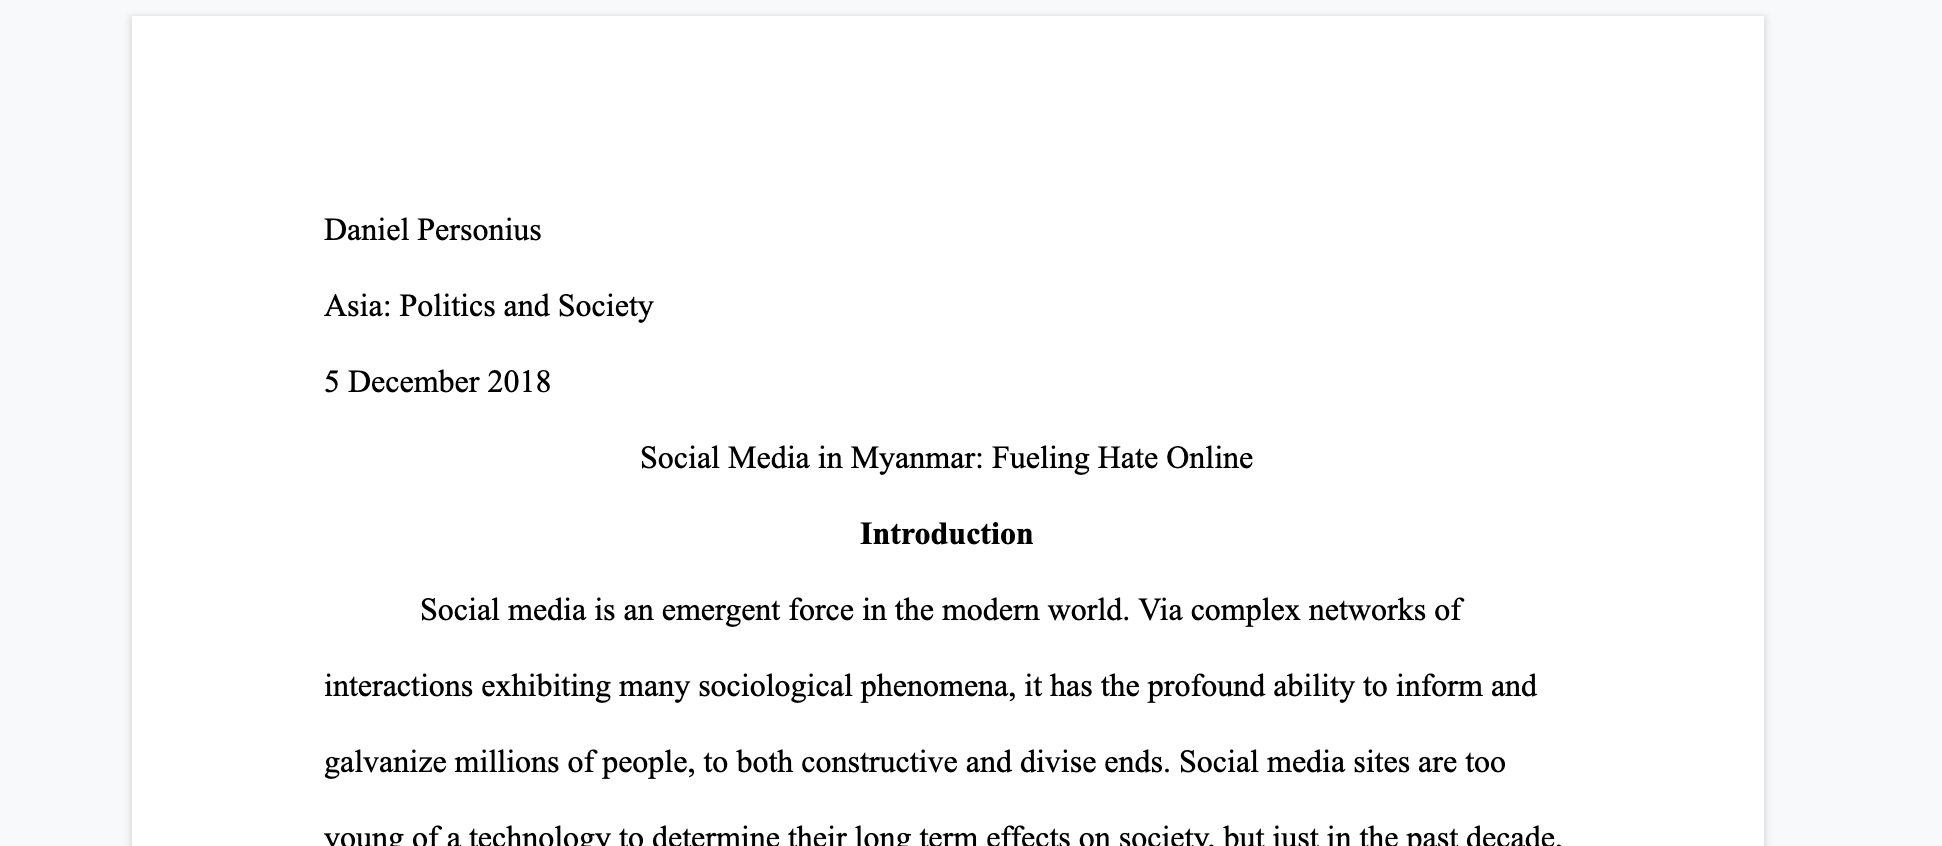 Daniel Personius
Asia: Politics and Society
5 December 2018
Social Media in Myanmar: Fueling Hate Online
Introduction
Social media is an emergent force in the modern world. Via complex networks of
interactions exhibiting many sociological phenomena, it has the profound ability to inform and
galvanize millions of people, to both constructive and divise ends. Social media sites are too
young of a technology to determine their long term effects on society, but just in the past decade,